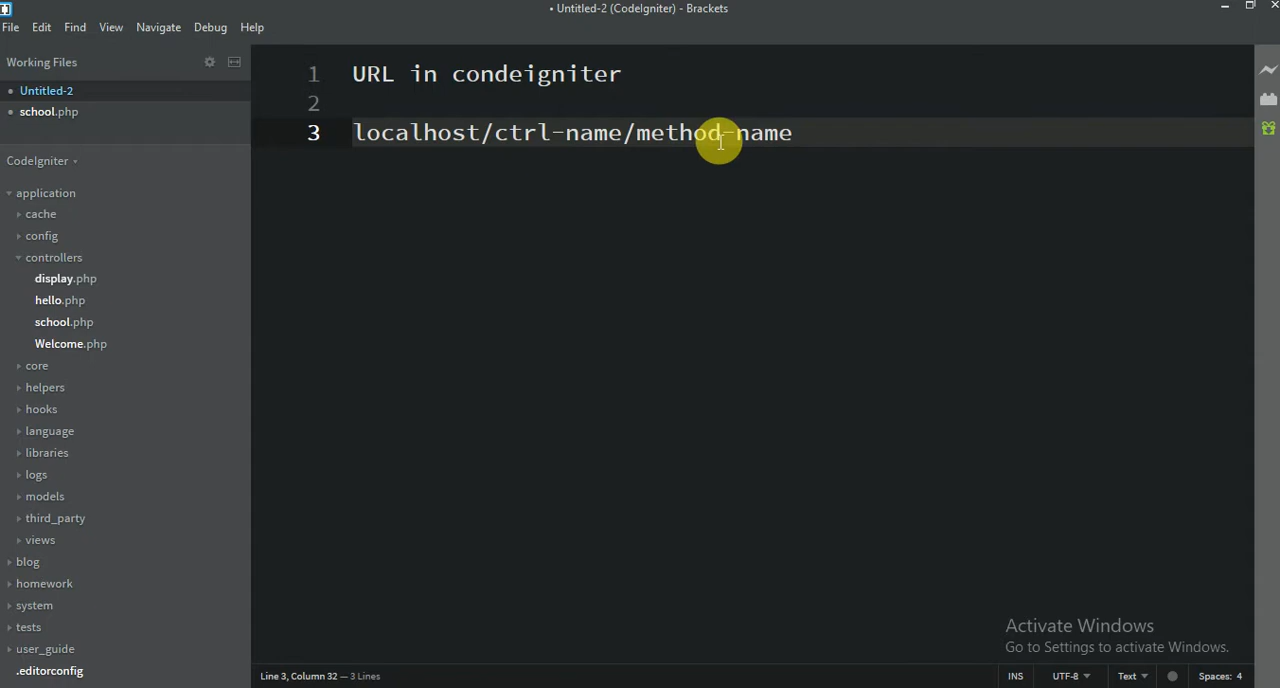 • Untitled-2 (CodeIgniter) - Brackets
File Edit Find View Navigate Debug Help
Working Files
• Untitled-2
• school.php
CodeIgniter
application
cache
config
controllers
display.php
hello.php
school.php
Welcome.php
core
helpers
hooks
language
libraries
logs
models
third_party
views
blog
homework
system
tests
user_guide
.editorconfig
1 URL in condeigniter
2
3 localhost/ctrl-name/method-name
Activate Windows
Go to Settings to activate Windows.
Line 3, Column 32 — 3 Lines
INS UTF-8 Text Spaces: 4